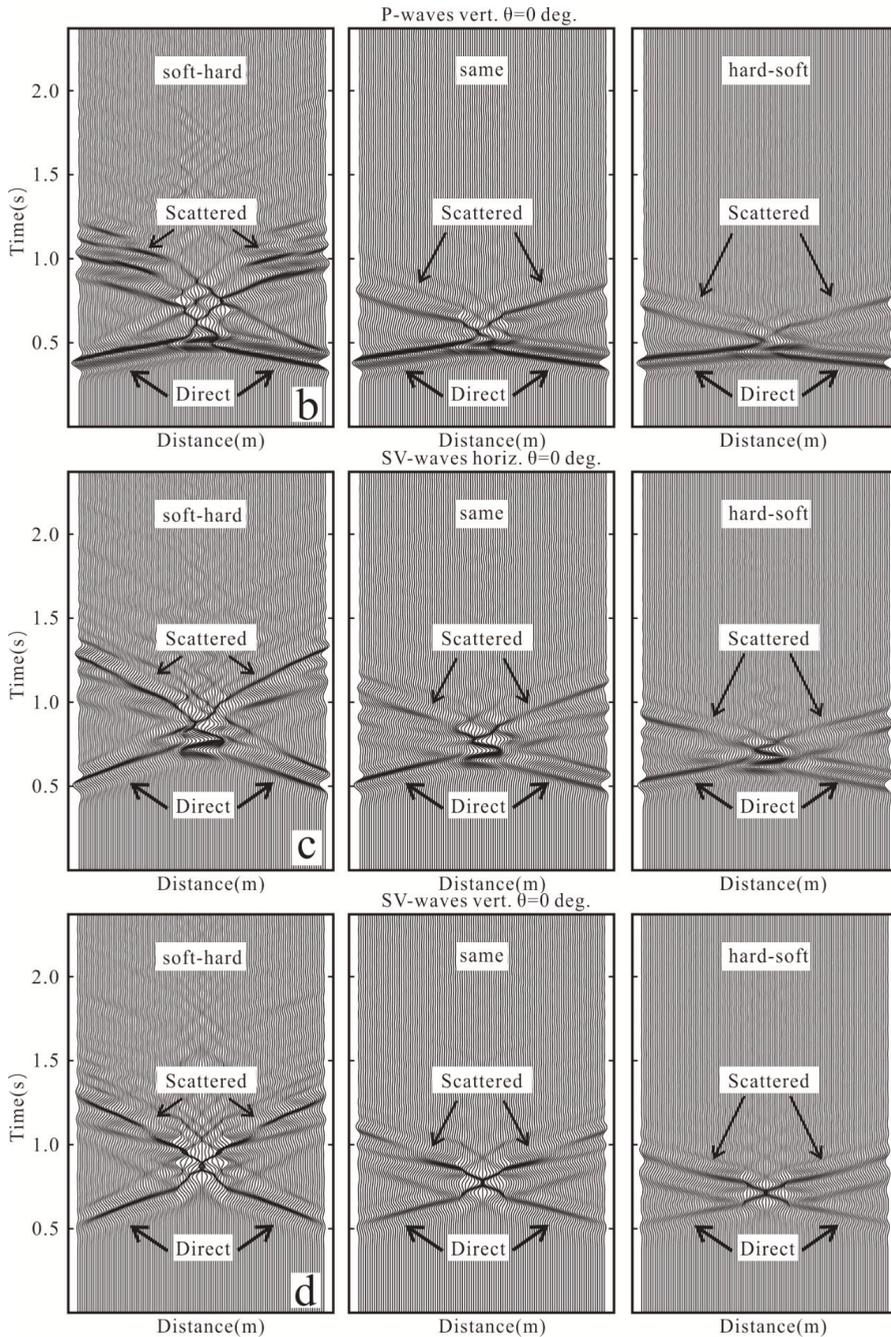 P-waves vert. θ=0 deg.
soft-hard same hard-soft
2.0
1.5
Scattered Scattered Scattered
Time(s)
1.0
0.5
Direct Direct Direct
b
Distance(m) Distance(m) Distance(m)
SV-waves horiz. θ=0 deg.
soft-hard same hard-soft
2.0
1.5
Scattered Scattered Scattered
Time(s)
1.0
0.5
Direct Direct Direct
c
Distance(m) Distance(m) Distance(m)
SV-waves vert. θ=0 deg.
soft-hard same hard-soft
2.0
1.5
Scattered Scattered Scattered
Time(s)
1.0
0.5
Direct Direct Direct
d
Distance(m) Distance(m) Distance(m)